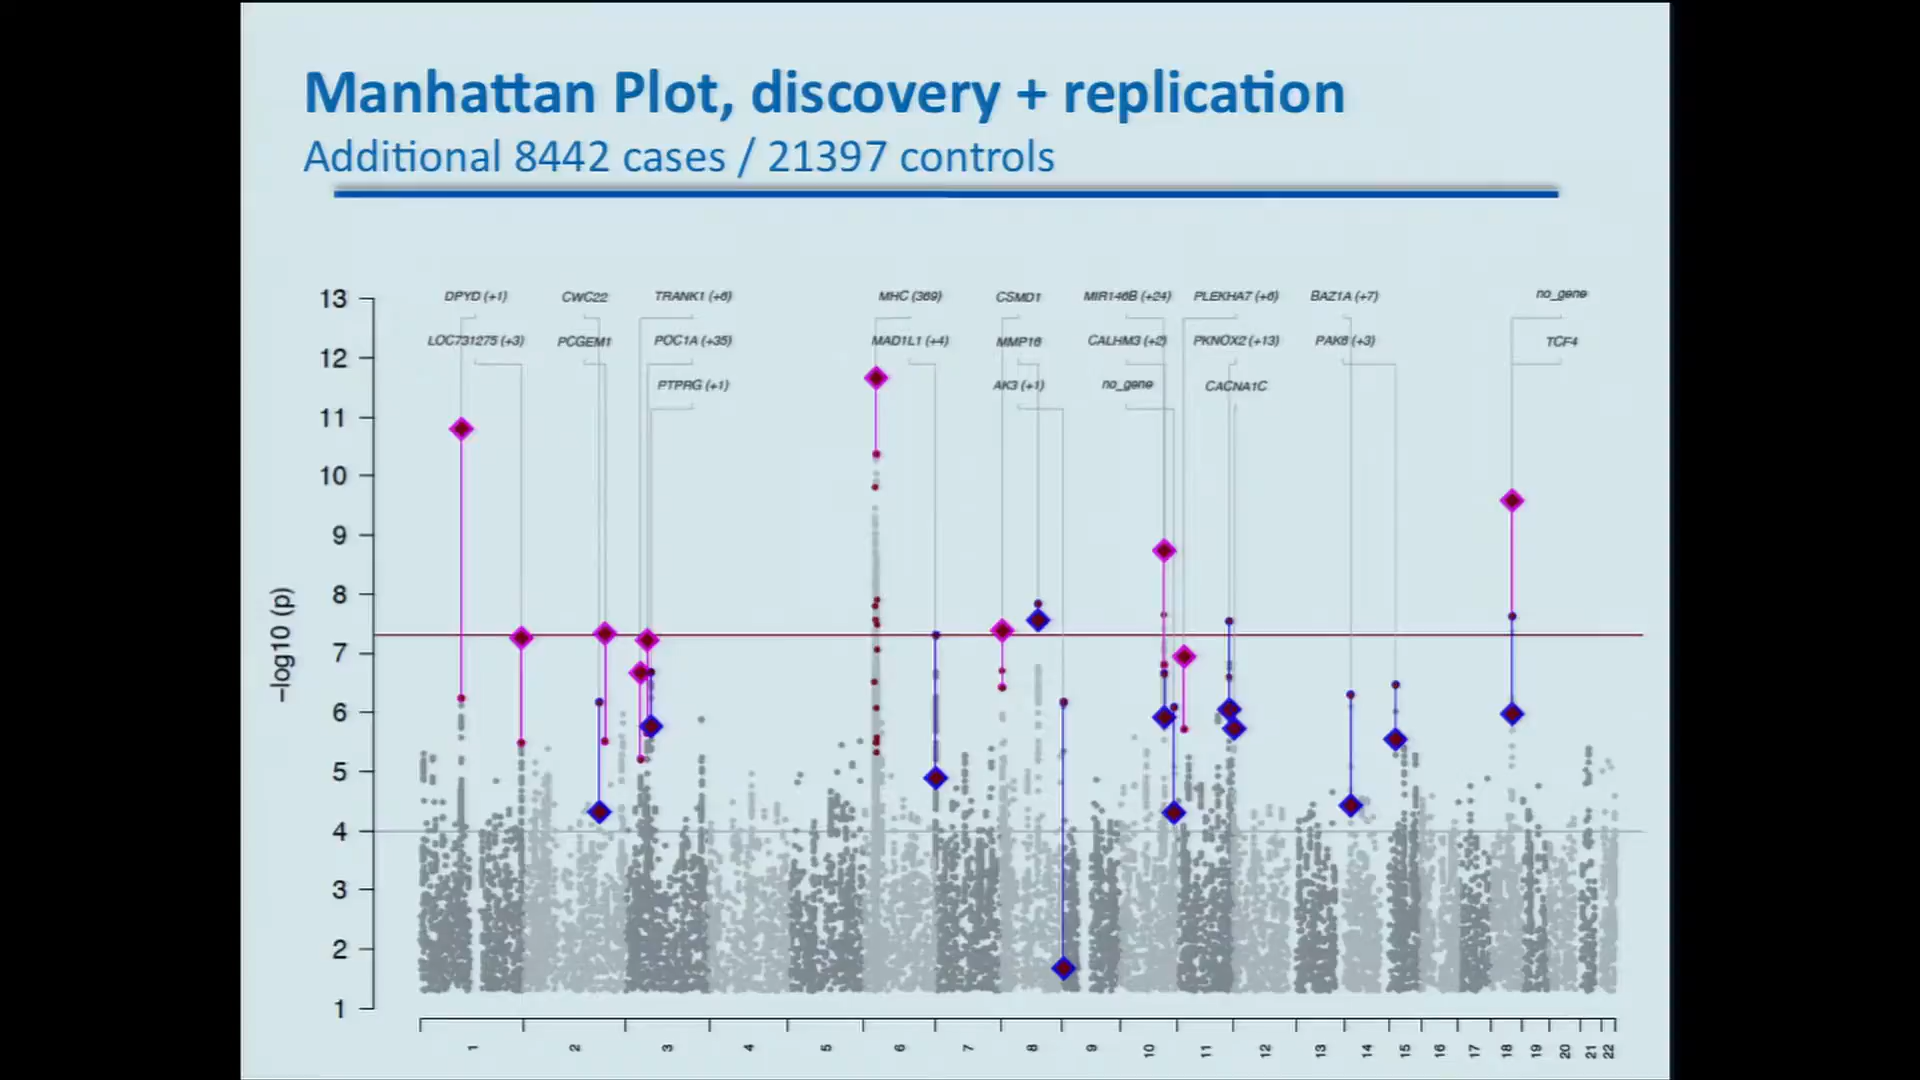 Manhattan Plot, discovery + replication
Additional 8442 cases / 21397 controls
DPYD (+1) CWC22 TRANK1 (+6) MHC (369) CSMD1 MIR146B (+24) PLEKHA7 (+6) BAZ1A (+7) no_gene
LOC731275 (+3) PCGEM1 POC1A (+35) MAD1L1 (+4) MMP16 CALHM3 (+2) PKNOX2 (+13) PAK6 (+3) TCF4
PTPRG (+1) AK3 (+1) no_gene CACNA1C
13
12
11
10
9
8
7
6
5
4
3
2
1
−log10 (p)
1 2 3 4 5 6 7 8 9 10 11 12 13 14 15 16 17 18 19 20 21 22